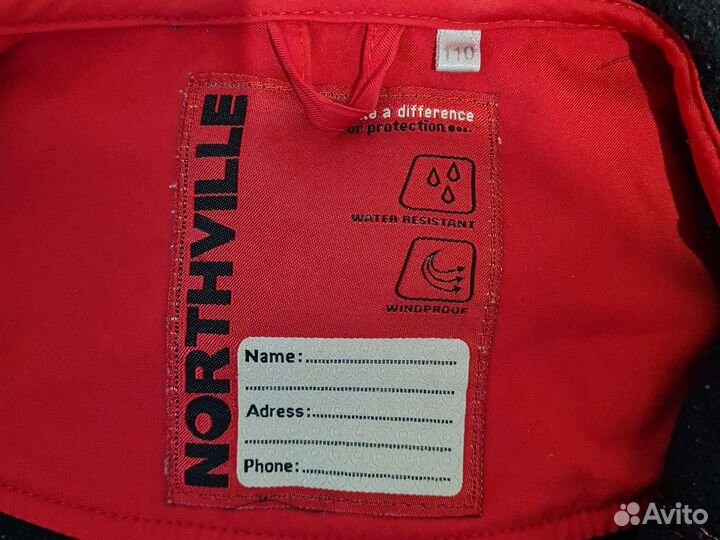 110
a difference
or protection
NORTHVILLE
WATER RESISTANT
WINDPROOF
Name:
Adress:
Phone:
Avito